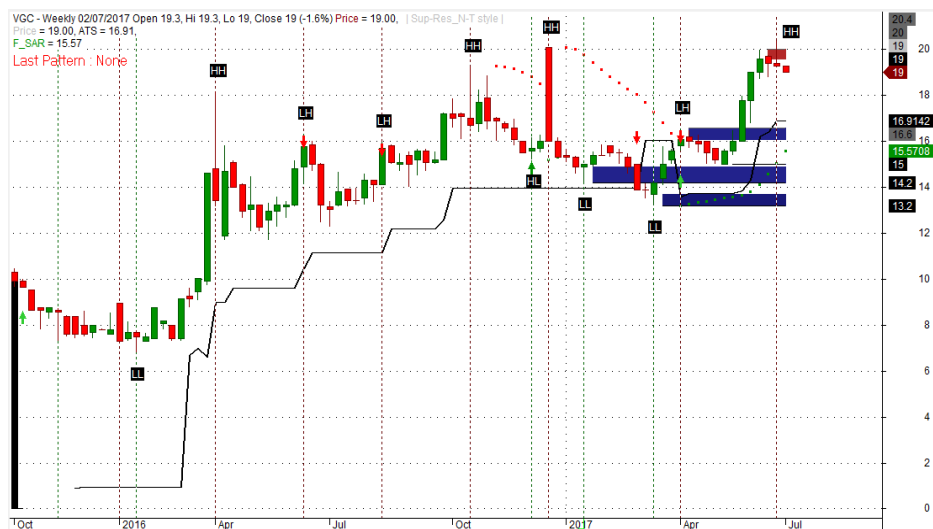 VGC - Weekly 02/07/2017 Open 19.3, Hi 19.3, Lo 19, Close 19 (-1.6%) Price = 19.00, | Sup-Res_N-T style |
Price = 19.00, ATS = 16.91,
F_SAR = 15.57
Last Pattern : None
20.4
20
19
19
19
HH
HH
HH
HH
20
18
LH
LH
LH
16.9142
16.6
16
15.5708
15
HL
14.2
14
LL
13.2
LL
12
10
8
LL
6
4
2
0
Oct 2016 Apr Jul Oct 2017 Apr Jul